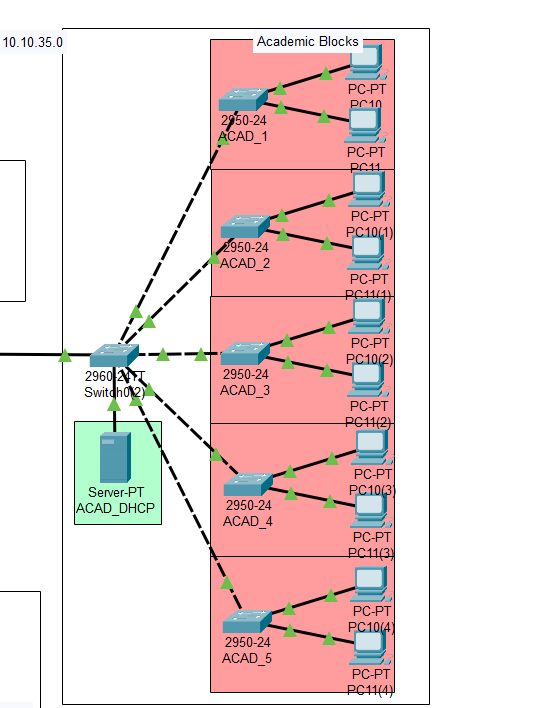 10.10.35.0
Academic Blocks
2950-24
ACAD_1
PC-PT
PC10
PC-PT
PC11
2950-24
ACAD_2
PC-PT
PC10(1)
PC-PT
PC11(1)
2950-24
ACAD_3
PC-PT
PC10(2)
PC-PT
PC11(2)
2960-24TT
Switch0(2)
Server-PT
ACAD_DHCP
2950-24
ACAD_4
PC-PT
PC10(3)
PC-PT
PC11(3)
2950-24
ACAD_5
PC-PT
PC10(4)
PC-PT
PC11(4)